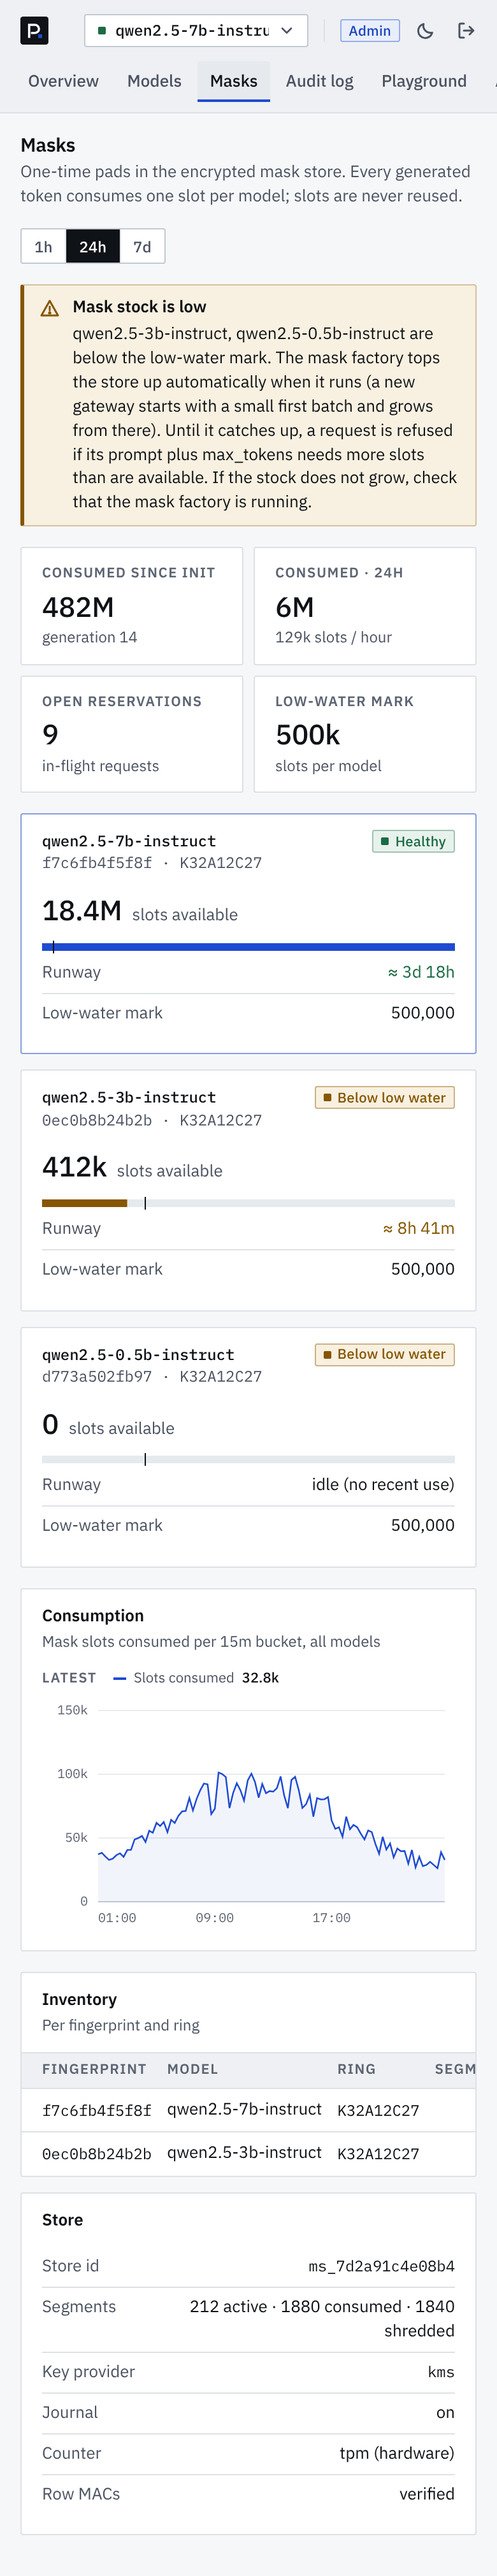 P.
qwen2.5-7b-instru
Admin
Overview Models Masks Audit log Playground
Masks
One-time pads in the encrypted mask store. Every generated
token consumes one slot per model; slots are never reused.
1h 24h 7d
Mask stock is low
qwen2.5-3b-instruct, qwen2.5-0.5b-instruct are
below the low-water mark. The mask factory tops
the store up automatically when it runs (a new
gateway starts with a small first batch and grows
from there). Until it catches up, a request is refused
if its prompt plus max_tokens needs more slots
than are available. If the stock does not grow, check
that the mask factory is running.
CONSUMED SINCE INIT
482M
generation 14
CONSUMED · 24H
6M
129k slots / hour
OPEN RESERVATIONS
9
in-flight requests
LOW-WATER MARK
500k
slots per model
qwen2.5-7b-instruct
Healthy
f7c6fb4f5f8f · K32A12C27
18.4M slots available
Runway ≈ 3d 18h
Low-water mark 500,000
qwen2.5-3b-instruct
Below low water
0ec0b8b24b2b · K32A12C27
412k slots available
Runway ≈ 8h 41m
Low-water mark 500,000
qwen2.5-0.5b-instruct
Below low water
d773a502fb97 · K32A12C27
0 slots available
Runway idle (no recent use)
Low-water mark 500,000
Consumption
Mask slots consumed per 15m bucket, all models
LATEST Slots consumed 32.8k
150k
100k
50k
0
01:00 09:00 17:00
Inventory
Per fingerprint and ring
FINGERPRINT MODEL RING SEGM
f7c6fb4f5f8f qwen2.5-7b-instruct K32A12C27
0ec0b8b24b2b qwen2.5-3b-instruct K32A12C27
Store
Store id ms_7d2a91c4e08b4
Segments 212 active · 1880 consumed · 1840
shredded
Key provider kms
Journal on
Counter tpm (hardware)
Row MACs verified